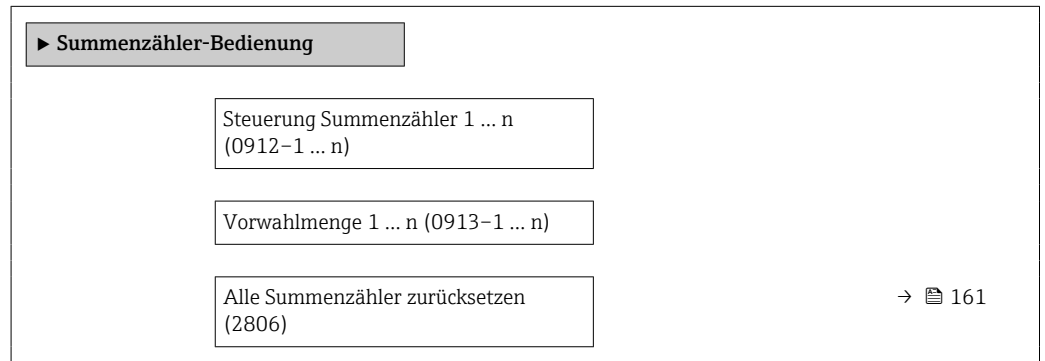 ▶ Summenzähler-Bedienung
Steuerung Summenzähler 1 … n
(0912–1 … n)
Vorwahlmenge 1 … n (0913–1 … n)
Alle Summenzähler zurücksetzen → 161
(2806)